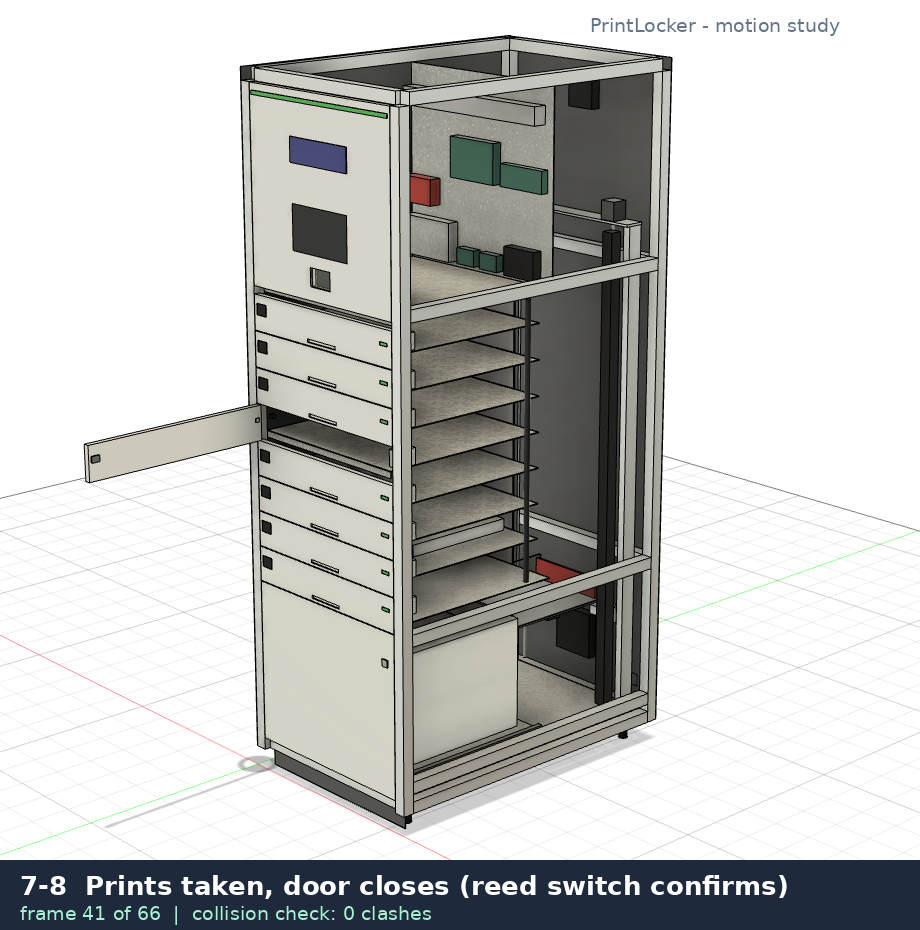 PrintLocker - motion study
7-8  Prints taken, door closes (reed switch confirms)
frame 41 of 66  |  collision check: 0 clashes